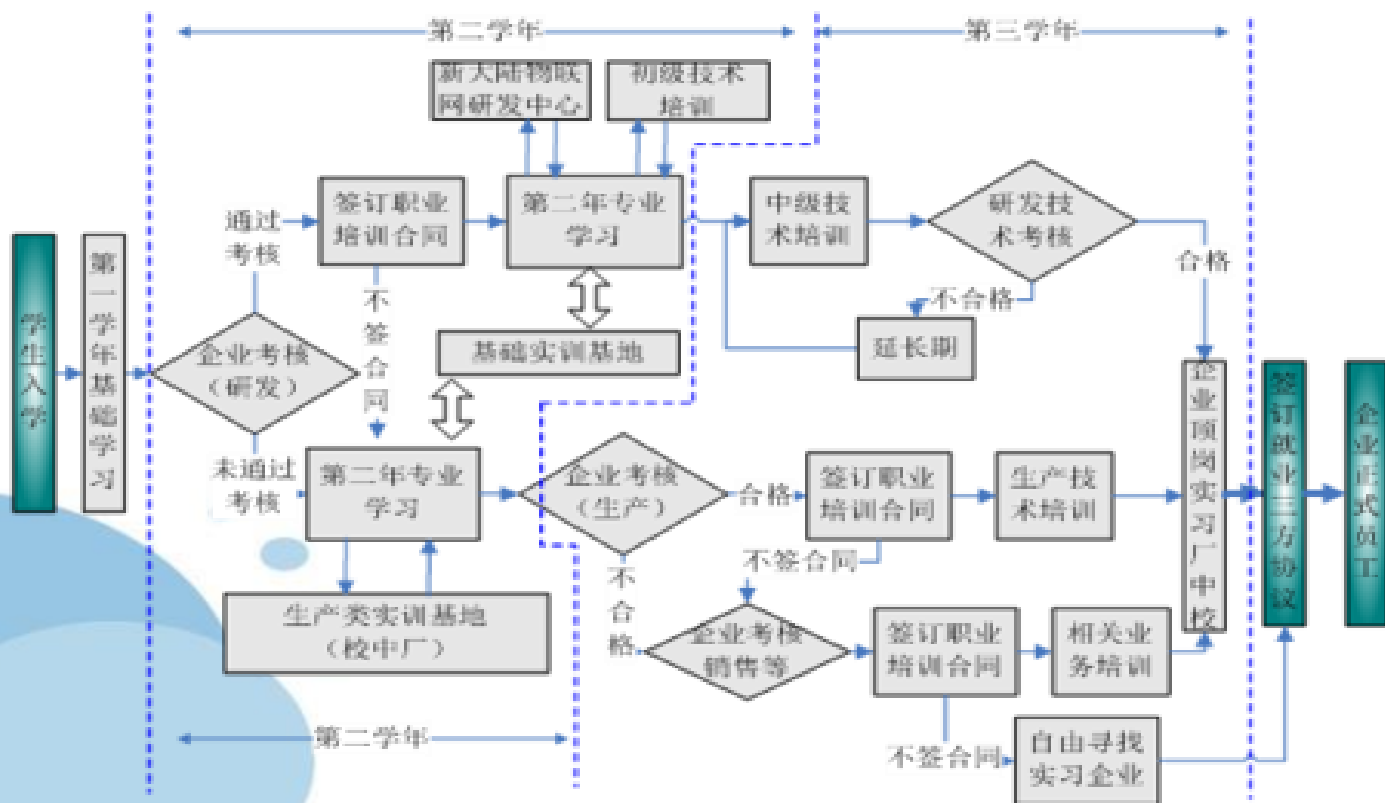 第二学年
第三学年
新大陆物联
网研发中心
初级技术
培训
通过
考核
签订职业
培训合同
第二年专业
学习
中级技
术培训
研发技
术考核
合格
不合格
延长期
学生入学
第一学年基础学习
企业考核
（研发）
不签合同
基础实训基地
未通过
考核
第二年专业
学习
企业考核
（生产）
合格
签订职业
培训合同
生产技
术培训
企业顶岗实习厂中校
签订就业三方协议
企业正式员工
不签合同
不合格
生产类实训基地
（校中厂）
企业考核
销售等
签订职业
培训合同
相关业
务培训
第二学年
不签合同
自由寻找
实习企业